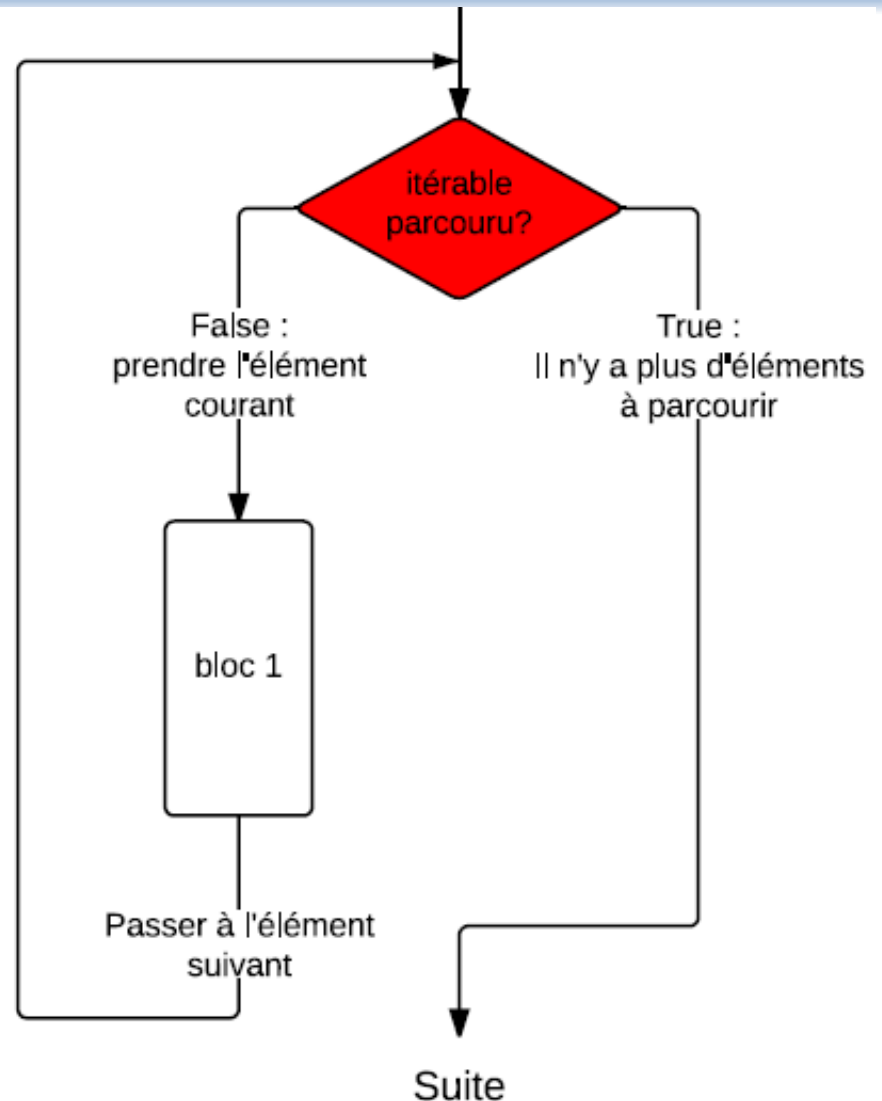 itérable
parcouru?
False :
prendre l'élément
courant
True :
Il n'y a plus d'éléments
à parcourir
bloc 1
Passer à l'élément
suivant
Suite